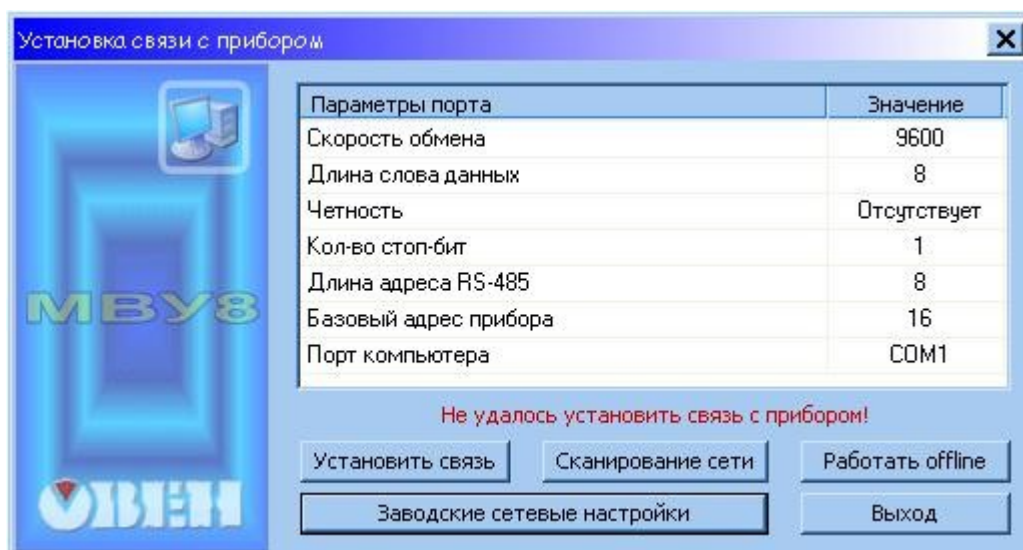 Установка связи с прибором
Параметры порта Значение
Скорость обмена 9600
Длина слова данных 8
Четность Отсутствует
Кол-во стоп-бит 1
Длина адреса RS-485 8
Базовый адрес прибора 16
Порт компьютера COM1
МВУ8
Не удалось установить связь с прибором!
Установить связь Сканирование сети Работать offline
Заводские сетевые настройки Выход
ОВЕН